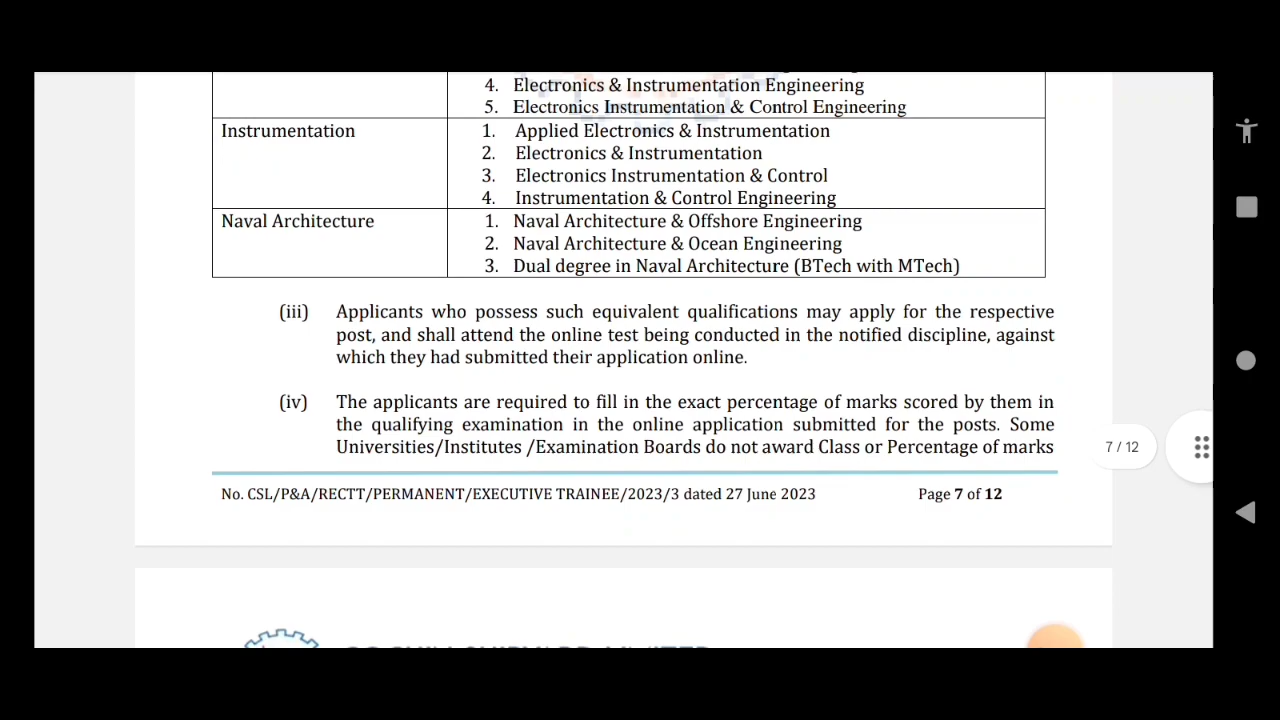 4. Electronics & Instrumentation Engineering
5. Electronics Instrumentation & Control Engineering
Instrumentation
1. Applied Electronics & Instrumentation
2. Electronics & Instrumentation
3. Electronics Instrumentation & Control
4. Instrumentation & Control Engineering
Naval Architecture
1. Naval Architecture & Offshore Engineering
2. Naval Architecture & Ocean Engineering
3. Dual degree in Naval Architecture (BTech with MTech)
(iii) Applicants who possess such equivalent qualifications may apply for the respective
post, and shall attend the online test being conducted in the notified discipline, against
which they had submitted their application online.
(iv) The applicants are required to fill in the exact percentage of marks scored by them in
the qualifying examination in the online application submitted for the posts. Some
Universities/Institutes /Examination Boards do not award Class or Percentage of marks
7 / 12
No. CSL/P&A/RECTT/PERMANENT/EXECUTIVE TRAINEE/2023/3 dated 27 June 2023
Page 7 of 12